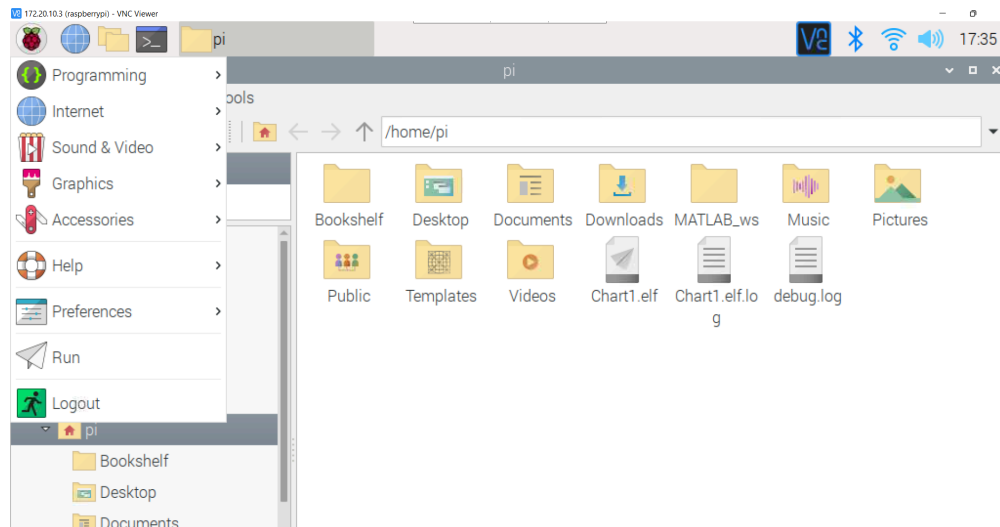 172.20.10.3 (raspberrypi) - VNC Viewer
pi
17:35
Programming
pi
Internet
ools
Sound & Video
/home/pi
Graphics
Accessories
Bookshelf Desktop Documents Downloads MATLAB_ws Music Pictures
Help
Preferences
Public Templates Videos Chart1.elf Chart1.elf.lo debug.log
g
Run
Logout
pi
Bookshelf
Desktop
Documents